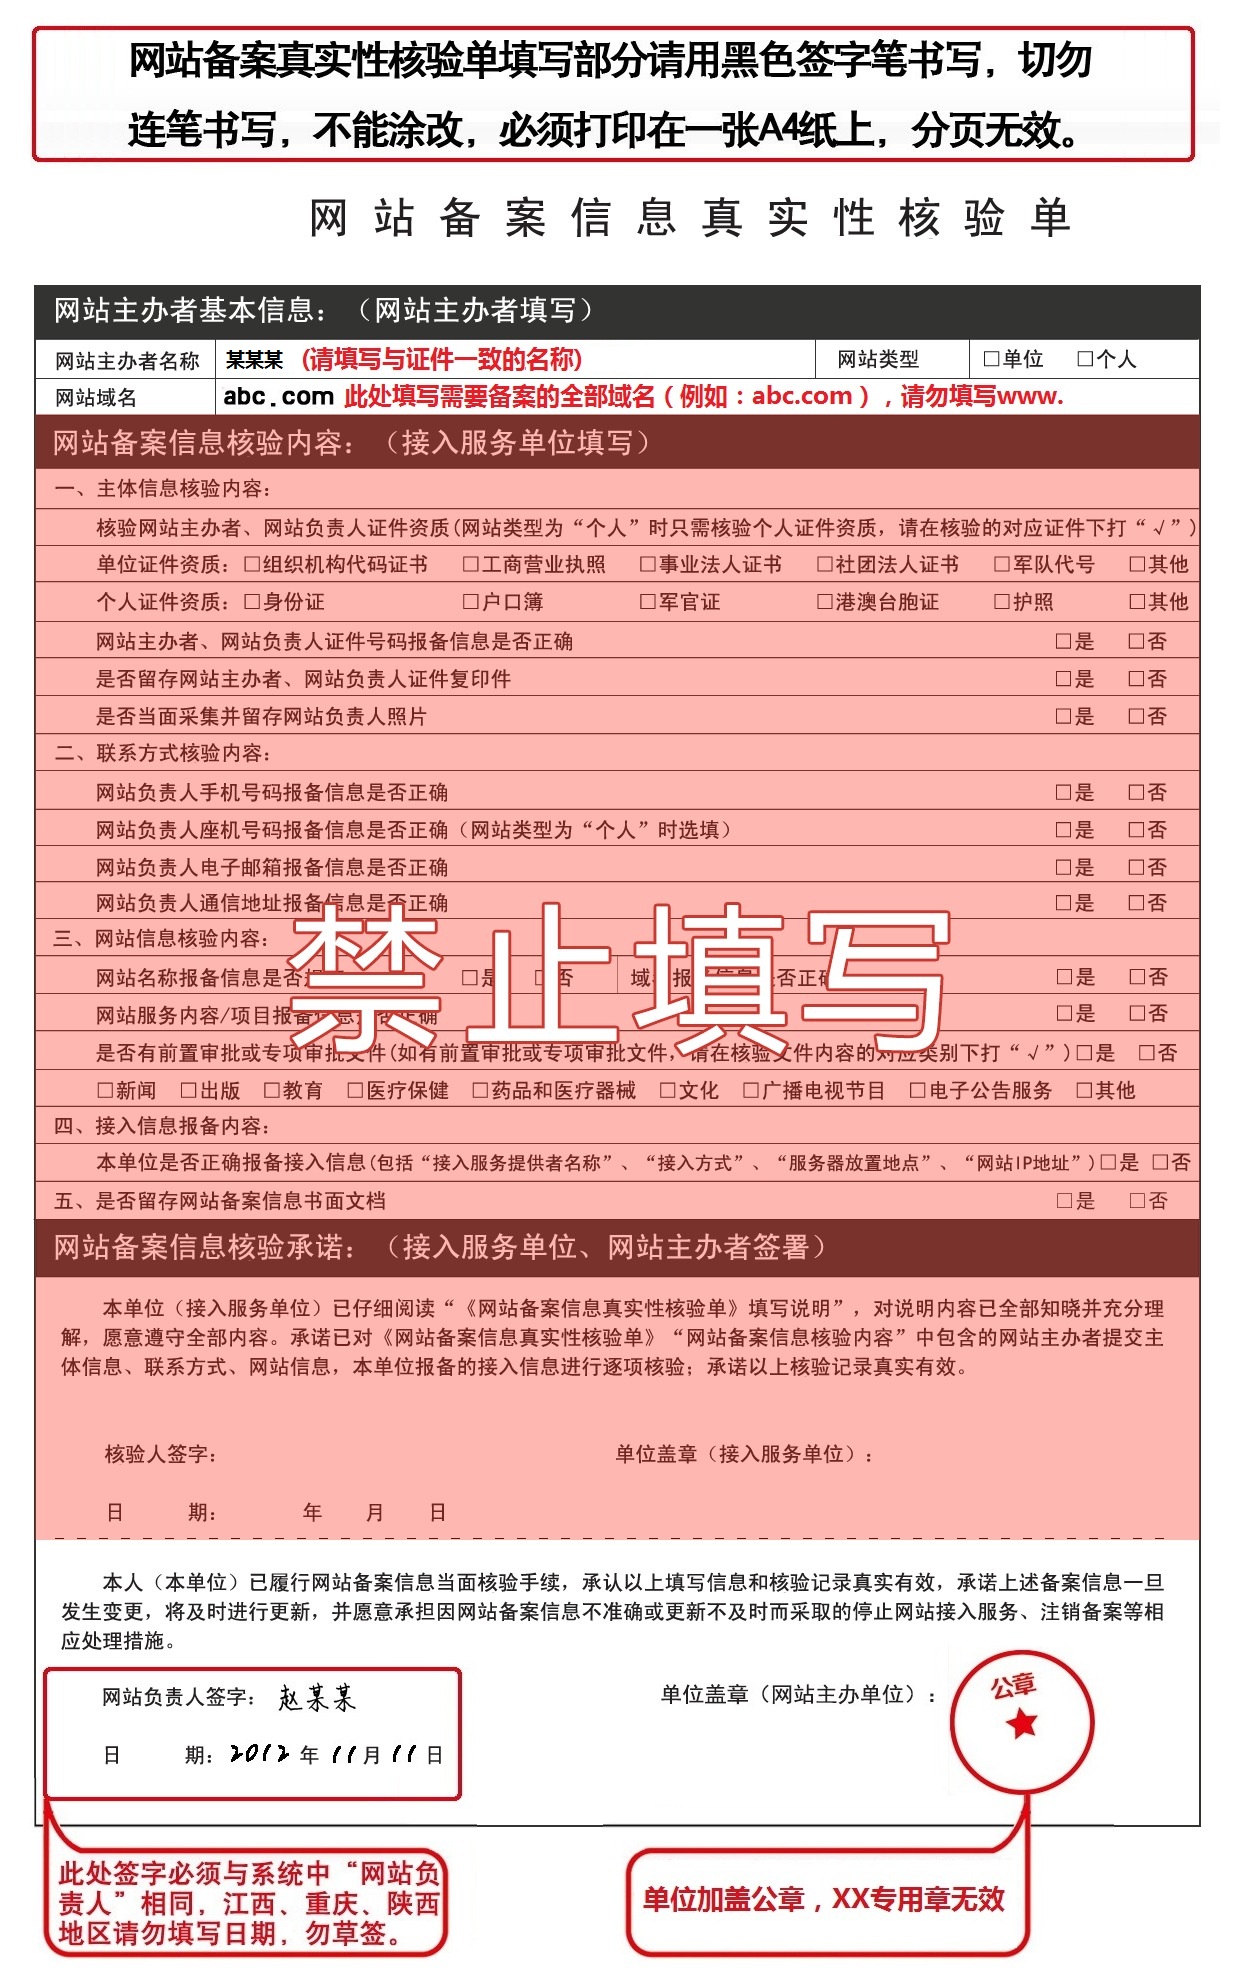 网站备案真实性核验单填写部分请用黑色签字笔书写，切勿
连笔书写，不能涂改，必须打印在一张A4纸上，分页无效。
网站备案信息真实性核验单
网站主办者基本信息：（网站主办者填写）
网站主办者名称 某某某 (请填写与证件一致的名称) 网站类型 □单位 □个人
网站域名 abc.com 此处填写需要备案的全部域名（例如：abc.com），请勿填写www.
网站备案信息核验内容：（接入服务单位填写）
一、主体信息核验内容：
核验网站主办者、网站负责人证件资质(网站类型为“个人”时只需核验个人证件资质，请在核验的对应证件下打“√”)
单位证件资质：□组织机构代码证书 □工商营业执照 □事业法人证书 □社团法人证书 □军队代号 □其他
个人证件资质：□身份证 □户口簿 □军官证 □港澳台胞证 □护照 □其他
网站主办者、网站负责人证件号码报备信息是否正确 □是 □否
是否留存网站主办者、网站负责人证件复印件 □是 □否
是否当面采集并留存网站负责人照片 □是 □否
二、联系方式核验内容：
网站负责人手机号码报备信息是否正确 □是 □否
网站负责人座机号码报备信息是否正确（网站类型为“个人”时选填） □是 □否
网站负责人电子邮箱报备信息是否正确 □是 □否
网站负责人通信地址报备信息是否正确 □是 □否
禁止填写
三、网站信息核验内容：
网站名称报备信息是否 □是 □否 域 报 信息是否正确 □是 □否
网站服务内容/项目报备信息是否正确 □是 □否
是否有前置审批或专项审批文件(如有前置审批或专项审批文件，请在核验文件内容的对应类别下打“√”)□是 □否
□新闻 □出版 □教育 □医疗保健 □药品和医疗器械 □文化 □广播电视节目 □电子公告服务 □其他
四、接入信息报备内容：
本单位是否正确报备接入信息(包括“接入服务提供者名称”、“接入方式”、“服务器放置地点”、“网站IP地址”)□是 □否
五、是否留存网站备案信息书面文档 □是 □否
网站备案信息核验承诺：（接入服务单位、网站主办者签署）
本单位（接入服务单位）已仔细阅读“《网站备案信息真实性核验单》填写说明”，对说明内容已全部知晓并充分理
解，愿意遵守全部内容。承诺已对《网站备案信息真实性核验单》“网站备案信息核验内容”中包含的网站主办者提交主
体信息、联系方式、网站信息，本单位报备的接入信息进行逐项核验；承诺以上核验记录真实有效。
核验人签字： 单位盖章（接入服务单位）：
日 期： 年 月 日
本人（本单位）已履行网站备案信息当面核验手续，承认以上填写信息和核验记录真实有效，承诺上述备案信息一旦
发生变更，将及时进行更新，并愿意承担因网站备案信息不准确或更新不及时而采取的停止网站接入服务、注销备案等相
应处理措施。
网站负责人签字： 赵某某 单位盖章（网站主办单位）： 公章
日 期： 2012 年 11 月 11 日
此处签字必须与系统中“网站负
责人”相同，江西、重庆、陕西
地区请勿填写日期，勿草签。
单位加盖公章，XX专用章无效